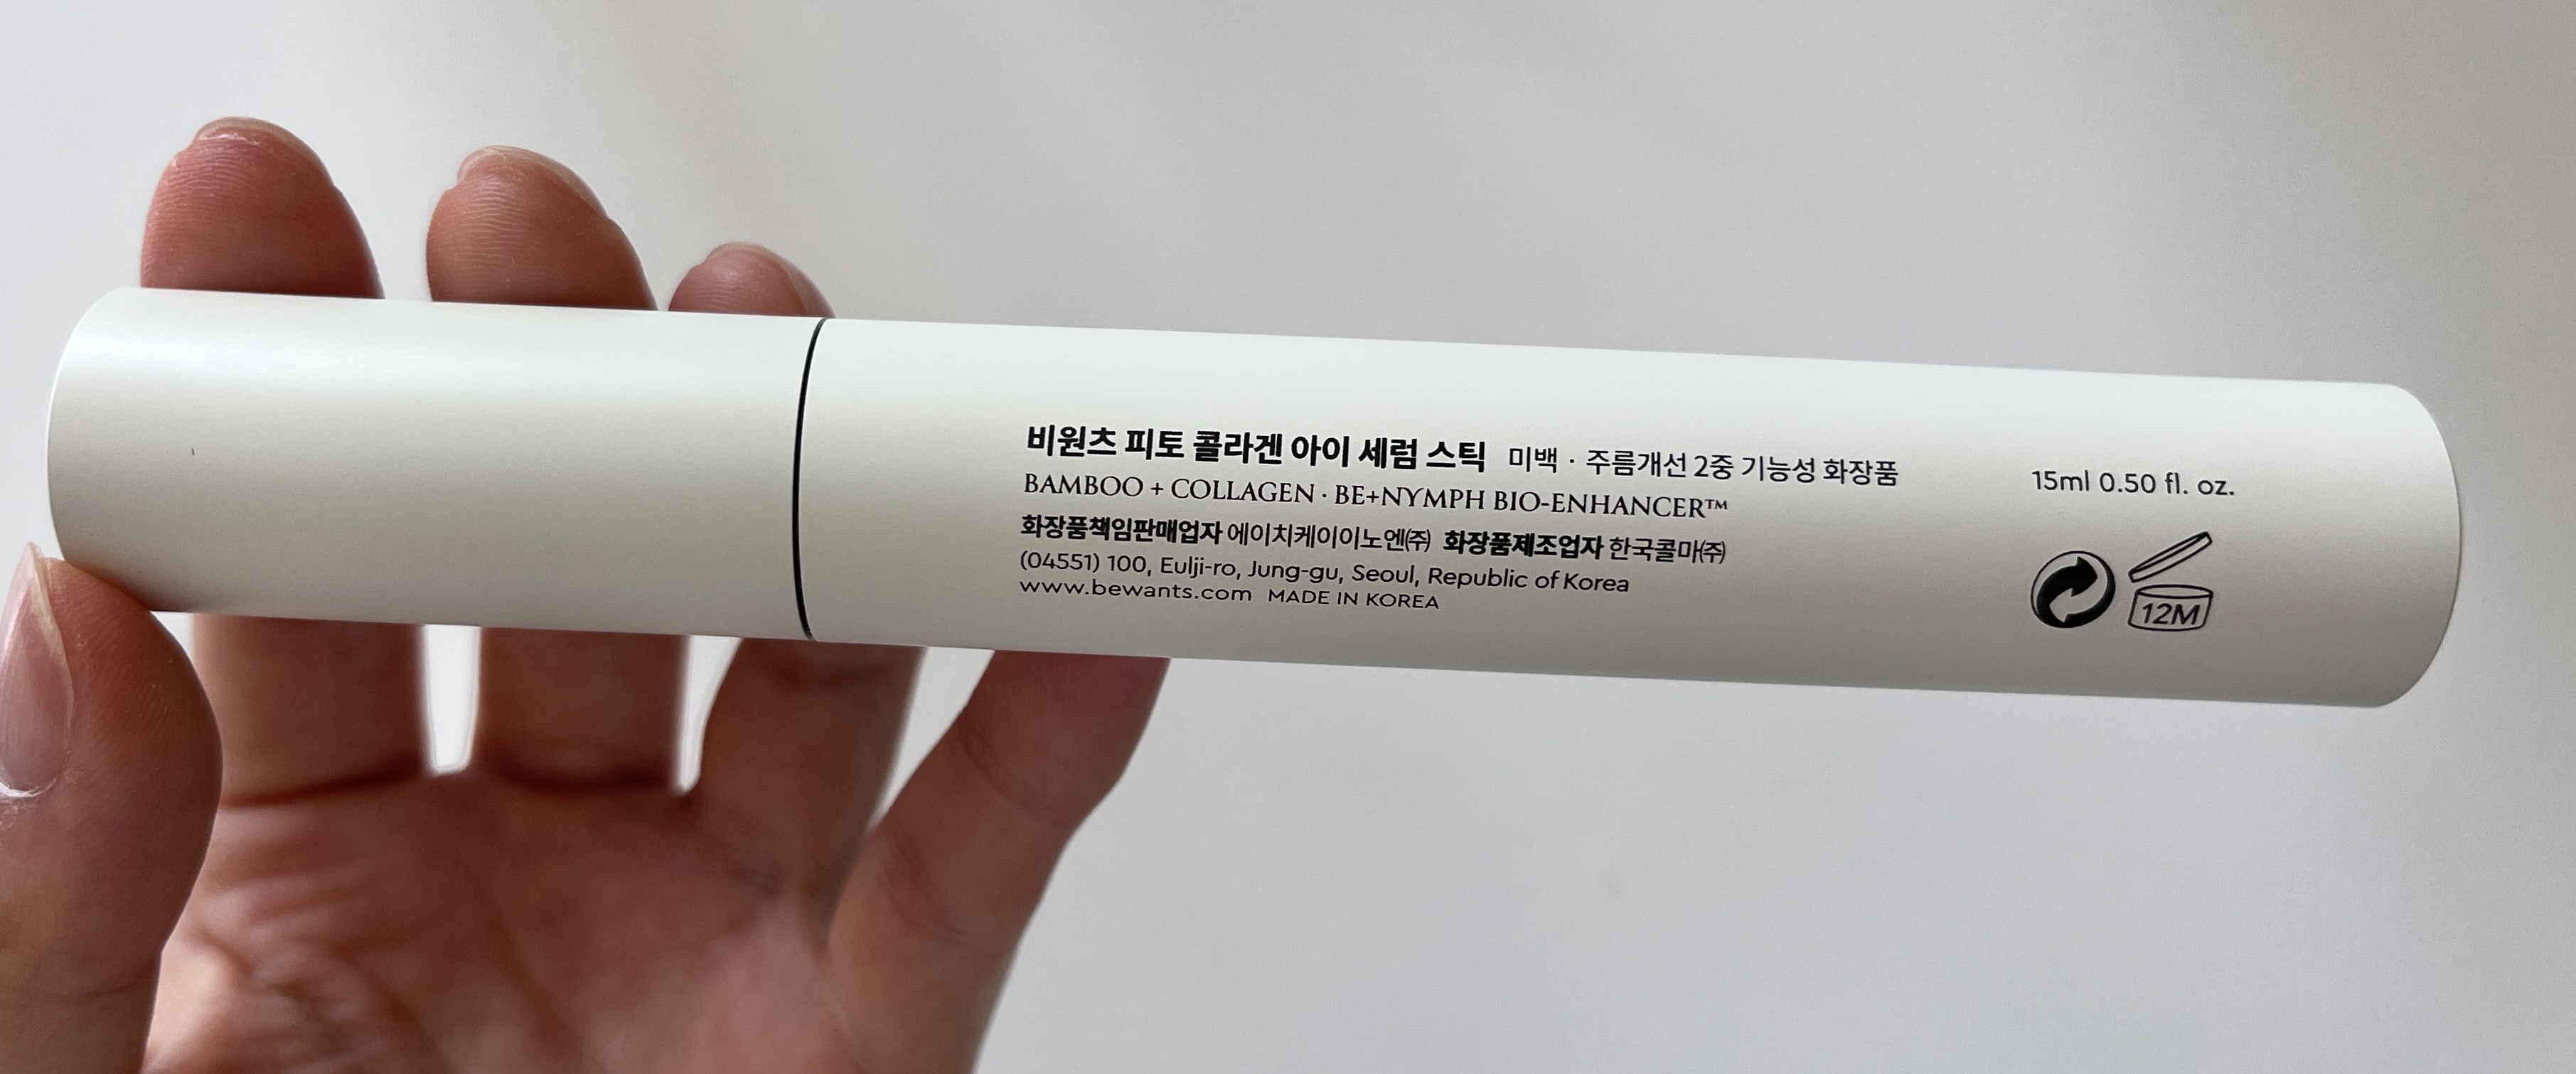 비원츠 피토 콜라겐 아이 세럼 스틱 미백 · 주름개선 2중 기능성 화장품
BAMBOO + COLLAGEN · BE+NYMPH BIO-ENHANCER™
화장품책임판매업자 에이치케이이노엔㈜ 화장품제조업자 한국콜마㈜
(04551) 100, Eulji-ro, Jung-gu, Seoul, Republic of Korea
www.bewants.com MADE IN KOREA
15ml 0.50 fl. oz.
12M